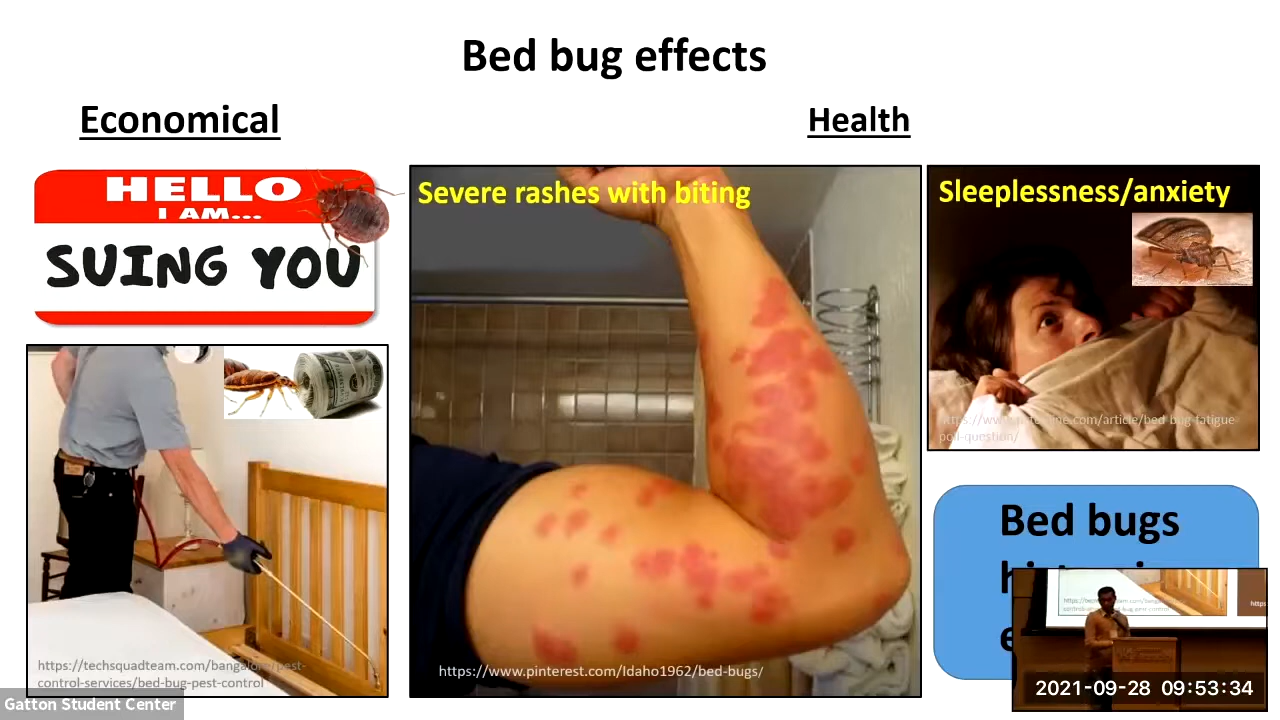 Bed bug effects
Economical
Health
HELLO
I AM...
SUING YOU
Severe rashes with biting
Sleeplessness/anxiety
poll-question/
Bed bugs
https://techsquadteam.com/bangalore/pest-
control-services/bed-bug-pest-control
https://www.pinterest.com/Idaho1962/bed-bugs/
Gatton Student Center
2021-09-28 09:53:34